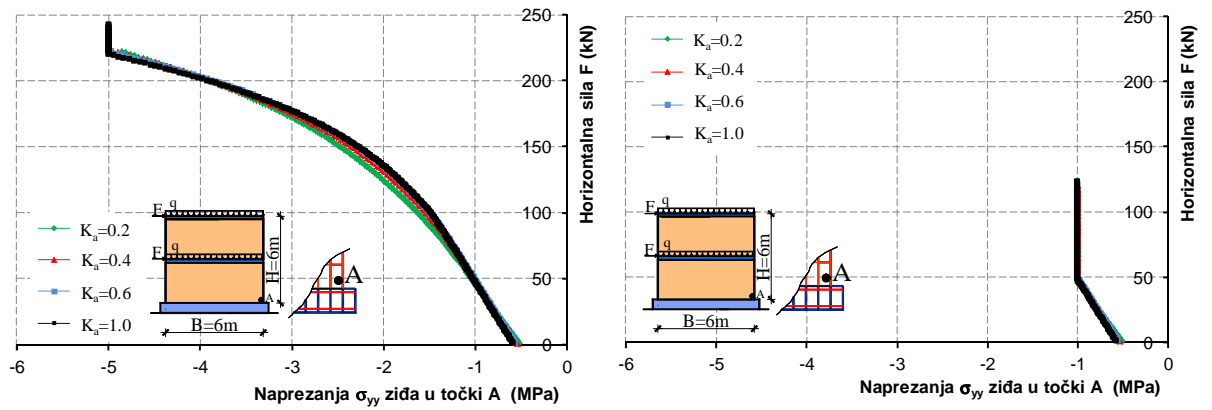 250
200
150
100
50
0
-6
-5
-4
-3
-2
-1
0
Horizontalna sila F (kN)
Naprezanja σyy ziđa u točki A (MPa)
Ka=0.2
Ka=0.4
Ka=0.6
Ka=1.0
F
q
F
q
H=6m
A
B=6m
A
250
200
150
100
50
0
-6
-5
-4
-3
-2
-1
0
Horizontalna sila F (kN)
Naprezanja σyy ziđa u točki A (MPa)
Ka=0.2
Ka=0.4
Ka=0.6
Ka=1.0
F
q
F
q
H=6m
A
B=6m
A